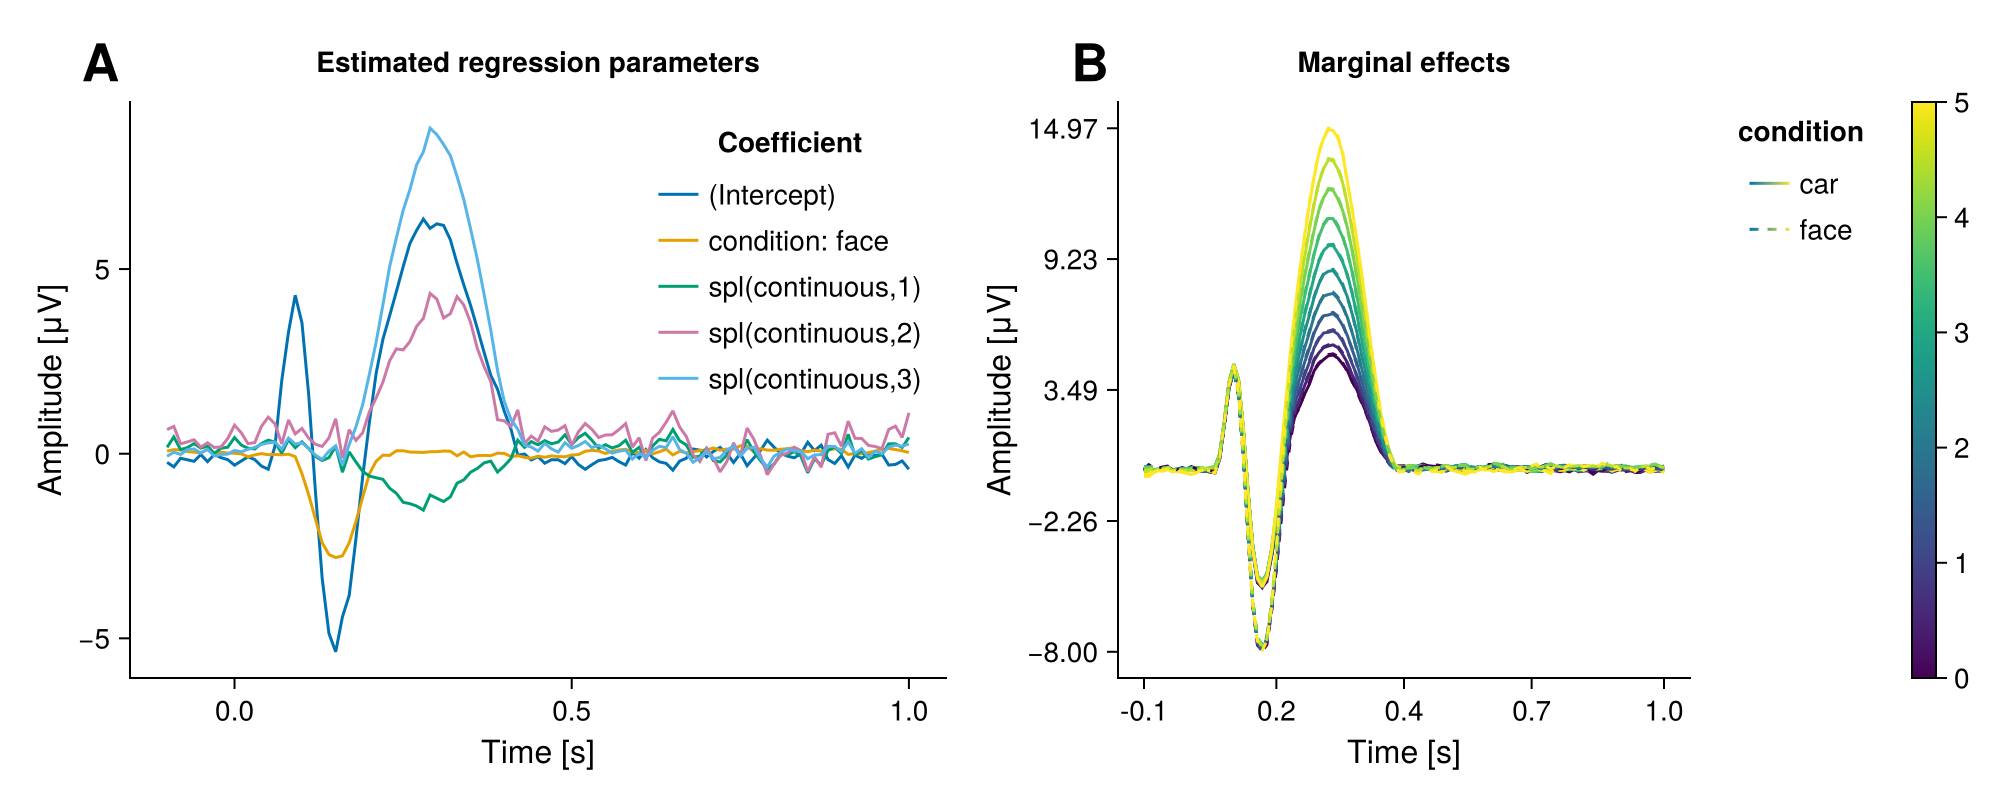 A
Estimated regression parameters
Amplitude [µV]
5
0
−5
0.0
0.5
1.0
Time [s]
Coefficient
(Intercept)
condition: face
spl(continuous,1)
spl(continuous,2)
spl(continuous,3)
B
Marginal effects
Amplitude [µV]
14.97
9.23
3.49
−2.26
−8.00
-0.1
0.2
0.4
0.7
1.0
Time [s]
condition
car
face
5
4
3
2
1
0